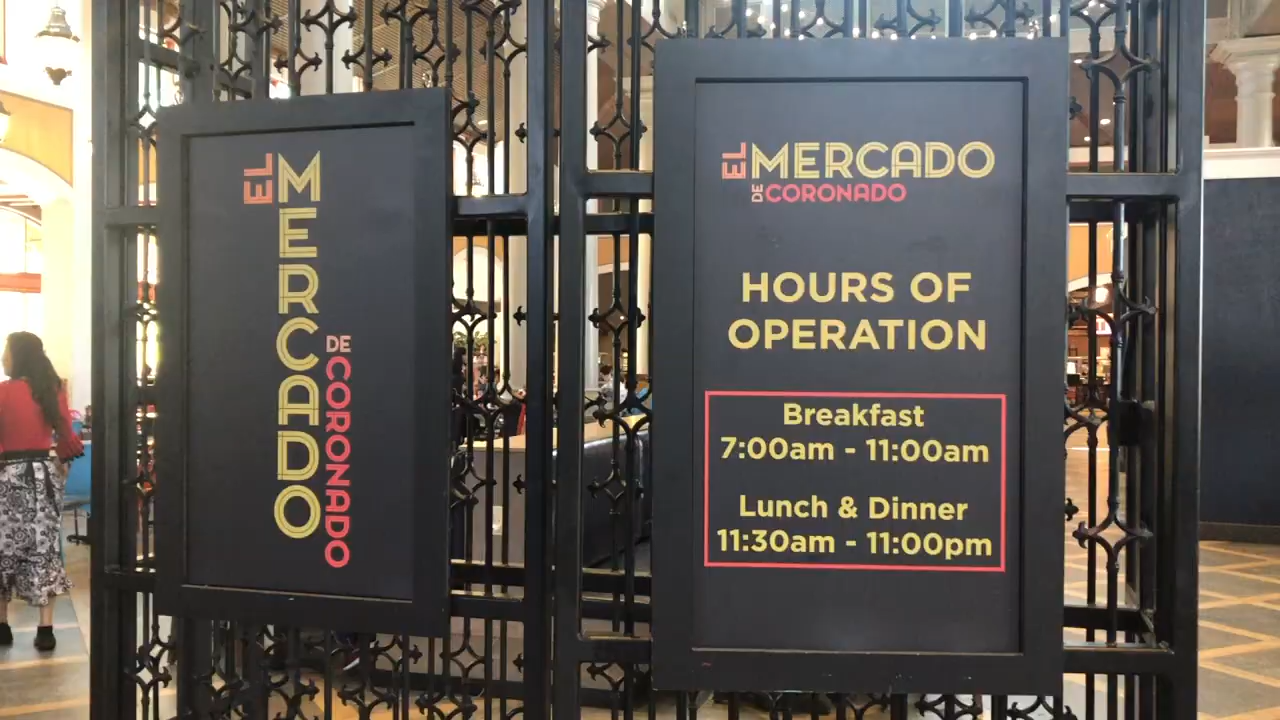 EL MERCADO
DE CORONADO
EL MERCADO
DE CORONADO
HOURS OF
OPERATION
Breakfast
7:00am - 11:00am
Lunch & Dinner
11:30am - 11:00pm